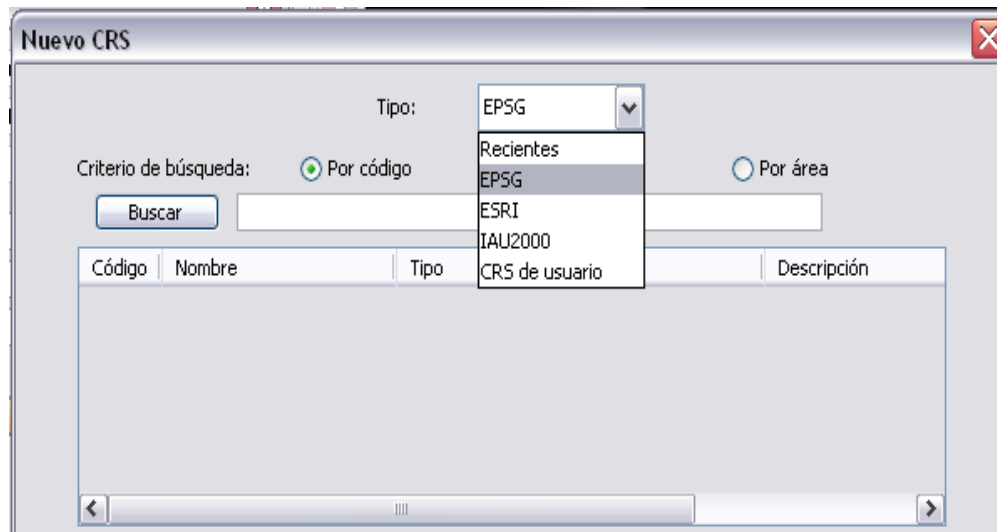 Nuevo CRS
Tipo: EPSG
Recientes
Criterio de búsqueda: Por código EPSG Por área
Buscar ESRI
IAU2000
Código Nombre Tipo CRS de usuario Descripción